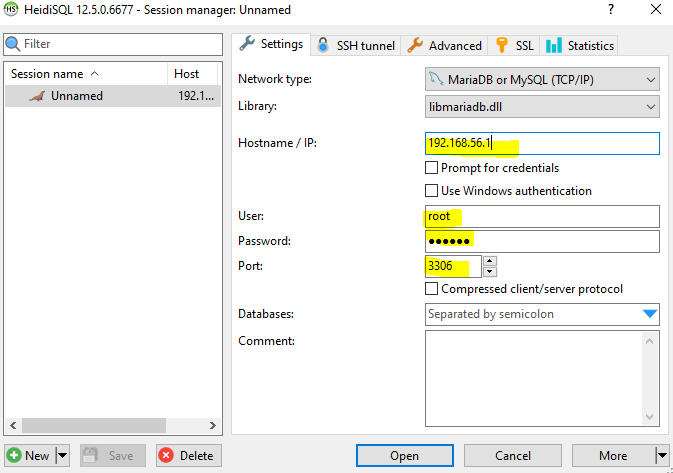 HS HeidiSQL 12.5.0.6677 - Session manager: Unnamed
Filter
Session name Host
Unnamed 192.1...
Settings SSH tunnel Advanced SSL Statistics
Network type: MariaDB or MySQL (TCP/IP)
Library: libmariadb.dll
Hostname / IP: 192.168.56.1
Prompt for credentials
Use Windows authentication
User: root
Password: ●●●●●●
Port: 3306
Compressed client/server protocol
Databases: Separated by semicolon
Comment:
New Save Delete Open Cancel More